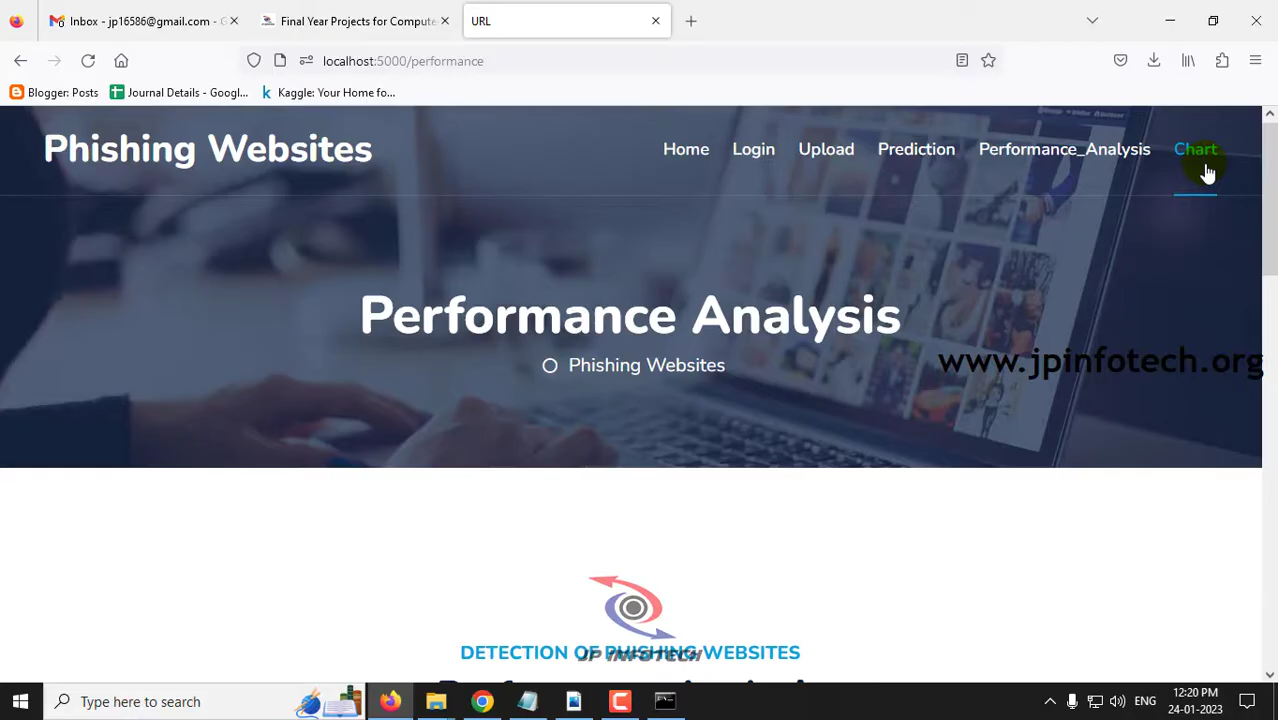 Inbox - jp16586@gmail.com - G
Final Year Projects for Compute
URL
localhost:5000/performance
Blogger: Posts
Journal Details - Googl...
Kaggle: Your Home fo...
Phishing Websites
Home
Login
Upload
Prediction
Performance_Analysis
Chart
Performance Analysis
Phishing Websites
www.jpinfotech.org
DETECTION OF PHISHING WEBSITES
JP INFOTECH
Type here to search
ENG
12:20 PM
24-01-2023